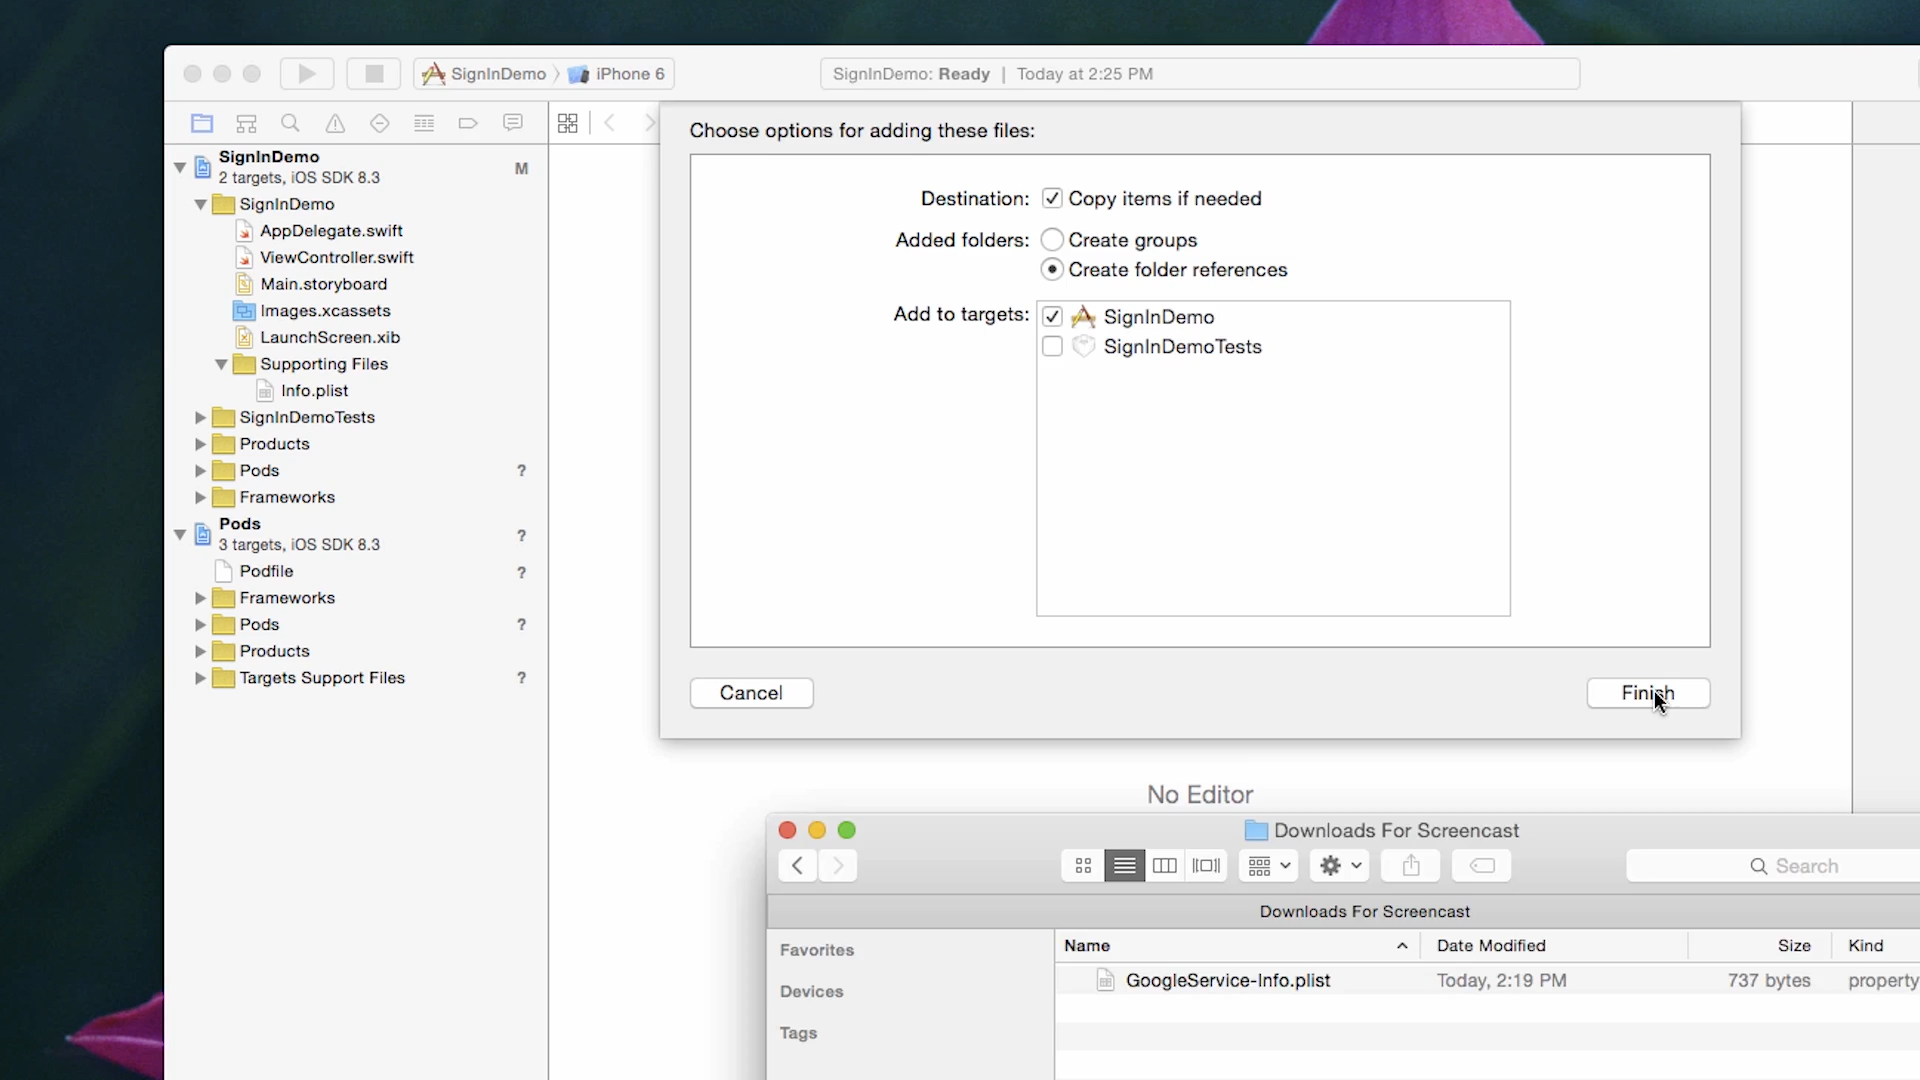 SignInDemo 〉 iPhone 6
SignInDemo: Ready | Today at 2:25 PM
SignInDemo
2 targets, iOS SDK 8.3
M
SignInDemo
AppDelegate.swift
ViewController.swift
Main.storyboard
Images.xcassets
LaunchScreen.xib
Supporting Files
Info.plist
SignInDemoTests
Products
Pods ?
Frameworks
Pods
3 targets, iOS SDK 8.3
?
Podfile ?
Frameworks
Pods ?
Products
Targets Support Files ?
Choose options for adding these files:
Destination: Copy items if needed
Added folders: Create groups
Create folder references
Add to targets: SignInDemo
SignInDemoTests
Cancel
Finish
No Editor
Downloads For Screencast
Search
Downloads For Screencast
Favorites
Devices
Tags
Name Date Modified Size Kind
GoogleService-Info.plist Today, 2:19 PM 737 bytes property